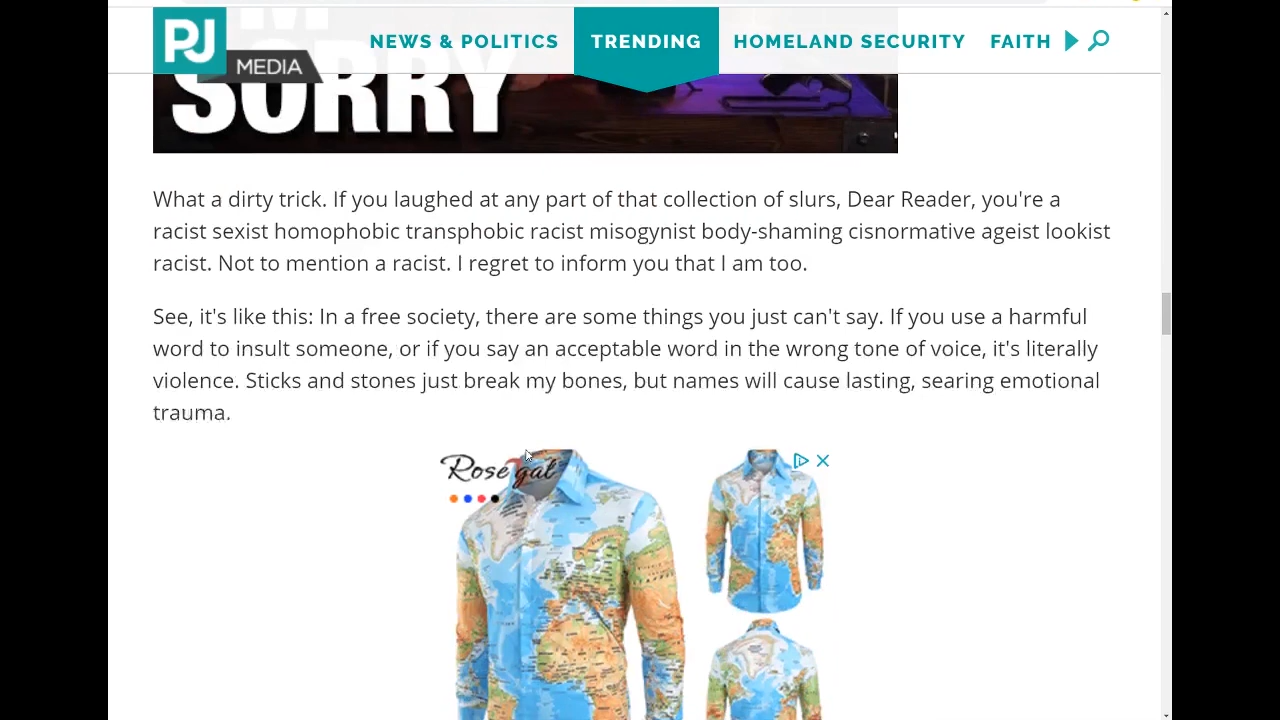 PJ
MEDIA
NEWS & POLITICS
TRENDING
HOMELAND SECURITY
FAITH
SORRY
What a dirty trick. If you laughed at any part of that collection of slurs, Dear Reader, you're a
racist sexist homophobic transphobic racist misogynist body-shaming cisnormative ageist lookist
racist. Not to mention a racist. I regret to inform you that I am too.
See, it's like this: In a free society, there are some things you just can't say. If you use a harmful
word to insult someone, or if you say an acceptable word in the wrong tone of voice, it's literally
violence. Sticks and stones just break my bones, but names will cause lasting, searing emotional
trauma.
Rosegal